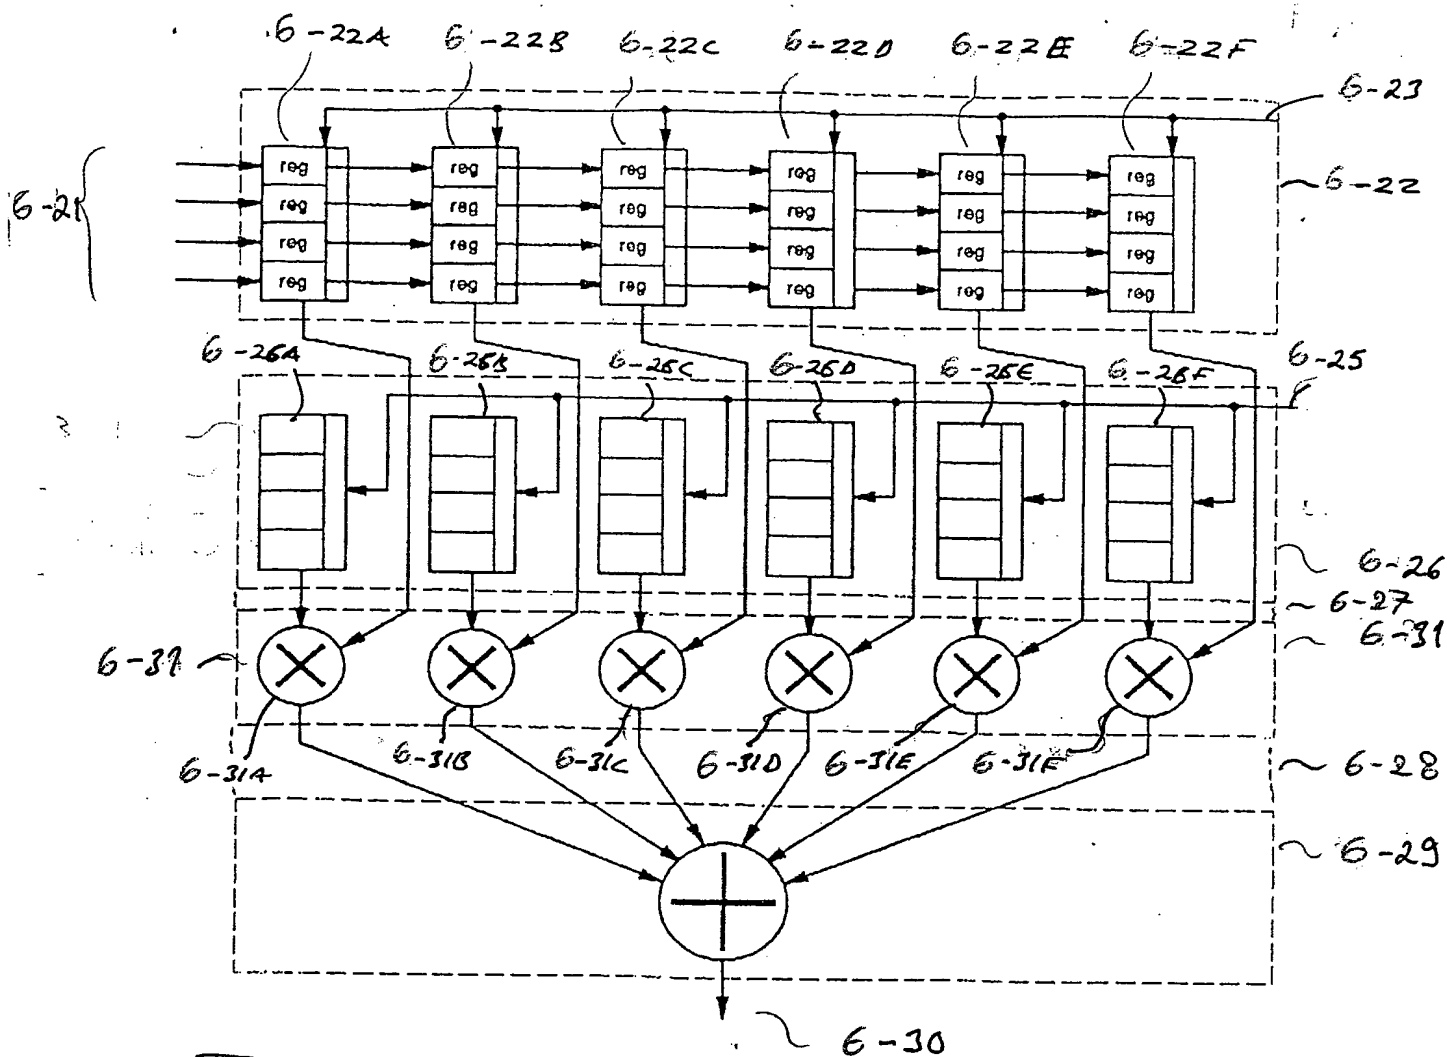 6-22A 6-22B 6-22C 6-22D 6-22E 6-22F
6-23
reg reg reg reg reg reg
6-22
reg reg reg reg reg reg
6-21
reg reg reg reg reg reg
reg reg reg reg reg reg
6-26A 6-26B 6-26C 6-26D 6-26E 6-26F
6-25
6-26
6-27
6-31 6-31
6-31A 6-31B 6-31C 6-31D 6-31E 6-31F
6-28
6-29
6-30